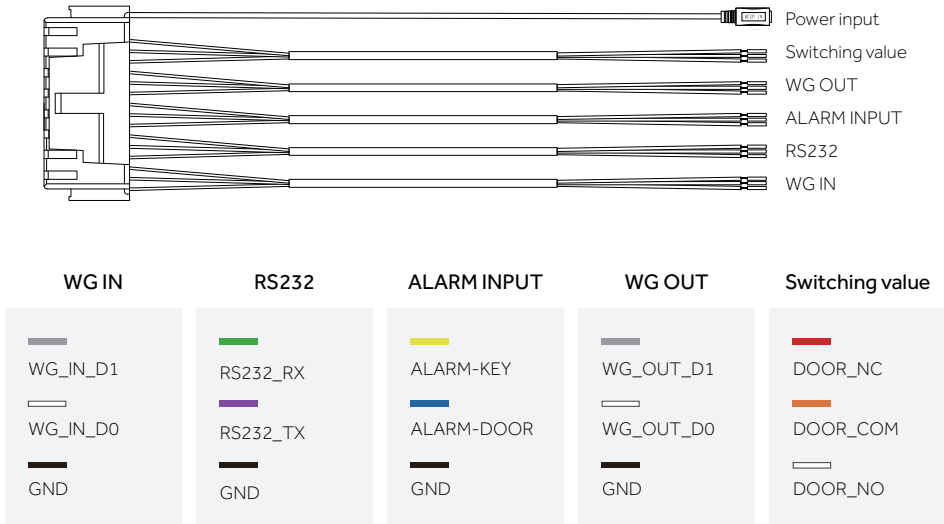 Power input
Switching value
WG OUT
ALARM INPUT
RS232
WG IN
WG IN RS232 ALARM INPUT WG OUT Switching value
WG_IN_D1 RS232_RX ALARM-KEY WG_OUT_D1 DOOR_NC
WG_IN_D0 RS232_TX ALARM-DOOR WG_OUT_D0 DOOR_COM
GND GND GND GND DOOR_NO